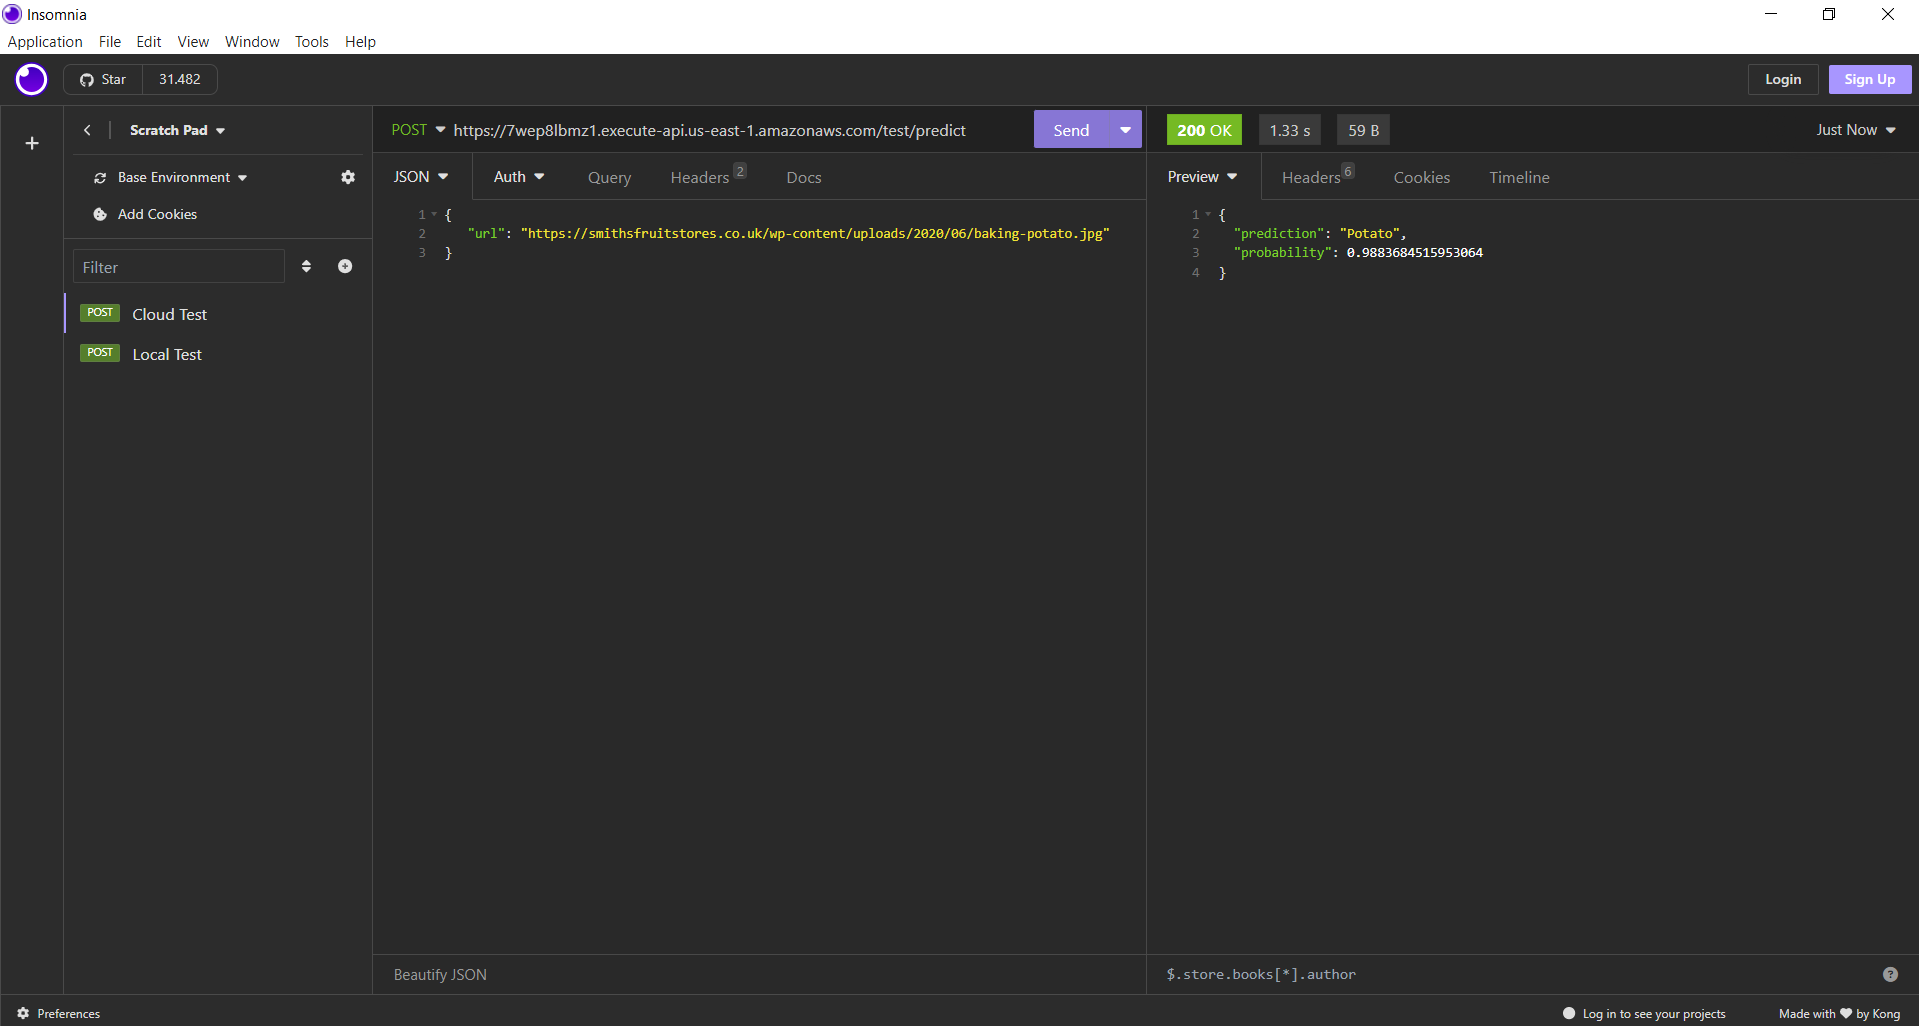 Insomnia
Application File Edit View Window Tools Help
Star 31.482
Login Sign Up
Scratch Pad
Base Environment
Add Cookies
Filter
POST Cloud Test
POST Local Test
POST https://7wep8lbmz1.execute-api.us-east-1.amazonaws.com/test/predict Send
JSON Auth Query Headers 2 Docs
1 {
2 "url": "https://smithsfruitstores.co.uk/wp-content/uploads/2020/06/baking-potato.jpg"
3 }
Beautify JSON
200 OK 1.33 s 59 B Just Now
Preview Headers 6 Cookies Timeline
1 {
2 "prediction": "Potato",
3 "probability": 0.9883684515953064
4 }
$.store.books[*].author ?
Preferences
Log in to see your projects Made with ❤ by Kong